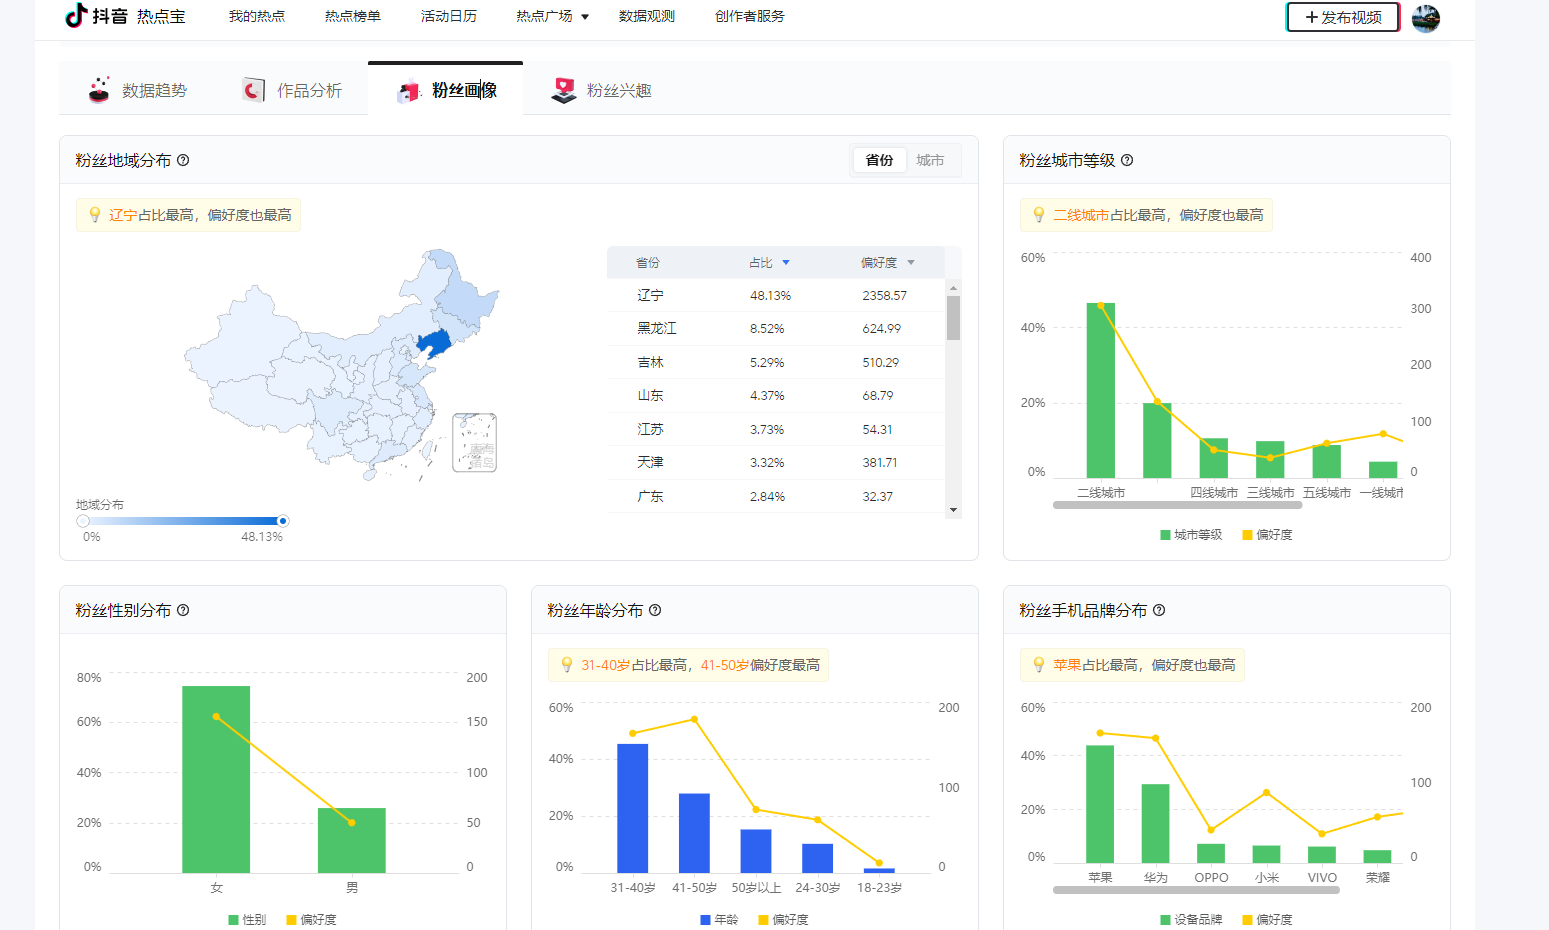 抖音 热点宝 我的热点 热点榜单 活动日历 热点广场 数据观测 创作者服务 发布视频
数据趋势 作品分析 粉丝画像 粉丝兴趣
粉丝地域分布
省份 城市
辽宁占比最高，偏好度也最高
省份 占比 偏好度
辽宁 48.13% 2358.57
黑龙江 8.52% 624.99
吉林 5.29% 510.29
山东 4.37% 68.79
江苏 3.73% 54.31
天津 3.32% 381.71
广东 2.84% 32.37
南海
诸岛
地域分布
0% 48.13%
粉丝城市等级
二线城市占比最高，偏好度也最高
60% 400
300
40%
200
20%
100
0% 0
二线城市 四线城市 三线城市 五线城市 一线城市
城市等级 偏好度
粉丝性别分布
80% 200
60% 150
40% 100
20% 50
0% 0
女 男
性别 偏好度
粉丝年龄分布
31-40岁占比最高，41-50岁偏好度最高
60% 200
40%
100
20%
0% 0
31-40岁 41-50岁 50岁以上 24-30岁 18-23岁
年龄 偏好度
粉丝手机品牌分布
苹果占比最高，偏好度也最高
60% 200
40%
100
20%
0% 0
苹果 华为 OPPO 小米 VIVO 荣耀
设备品牌 偏好度